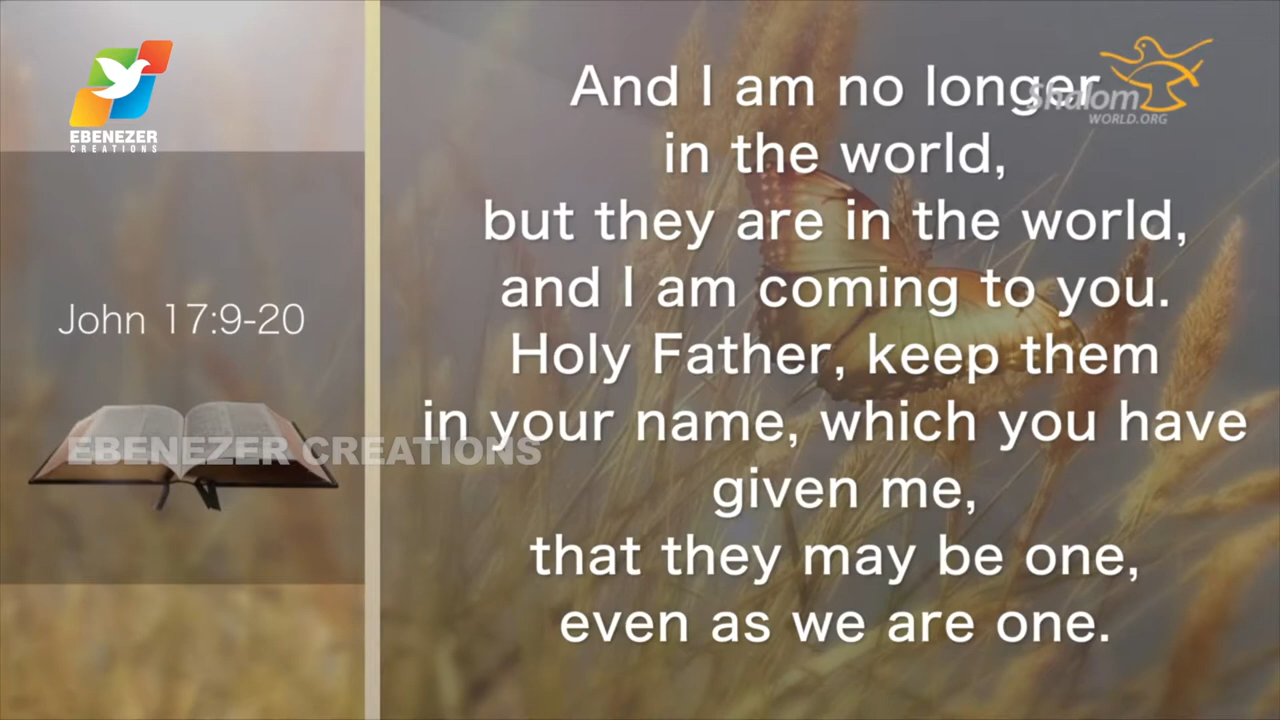 EBENEZER
CREATIONS
John 17:9-20
EBENEZER CREATIONS
And I am no longer
in the world,
but they are in the world,
and I am coming to you.
Holy Father, keep them
in your name, which you have
given me,
that they may be one,
even as we are one.
Shalom
WORLD.ORG